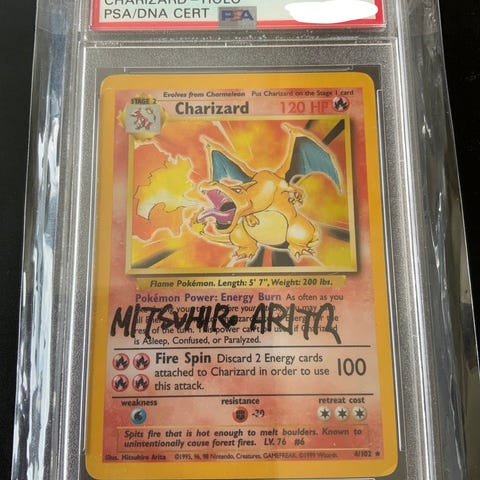 CHARIZARD - HOLO
PSA/DNA CERT PSA
Evolves from Charmeleon Put Charizard on the Stage 1 card
STAGE 2
Charizard 120 HP
Flame Pokémon. Length: 5' 7", Weight: 200 lbs.
Pokémon Power: Energy Burn As often as you
MITSUHIRO ARITA
is Asleep, Confused, or Paralyzed.
Fire Spin Discard 2 Energy cards
attached to Charizard in order to use 100
this attack.
weakness resistance retreat cost
-30
Spits fire that is hot enough to melt boulders. Known to
unintentionally cause forest fires. LV. 76 #6
Illus. Mitsuhiro Arita ©1995, 96, 98 Nintendo, Creatures, GAMEFREAK. ©1999 Wizards. 4/102 ★